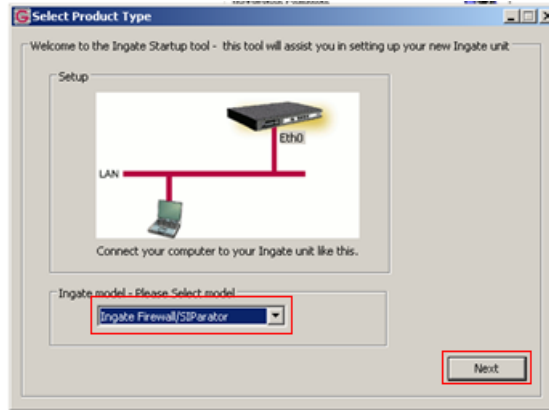 Select Product Type
Welcome to the Ingate Startup tool - this tool will assist you in setting up your new Ingate unit
Setup
Eth0
LAN
Connect your computer to your Ingate unit like this.
Ingate model - Please Select model
Ingate Firewall/SIParator
Next